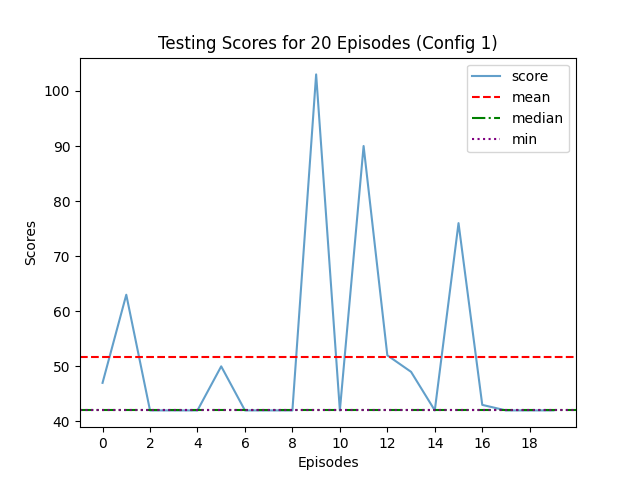 Testing Scores for 20 Episodes (Config 1)
score
mean
median
min
100
90
80
70
60
50
40
Scores
0 2 4 6 8 10 12 14 16 18
Episodes